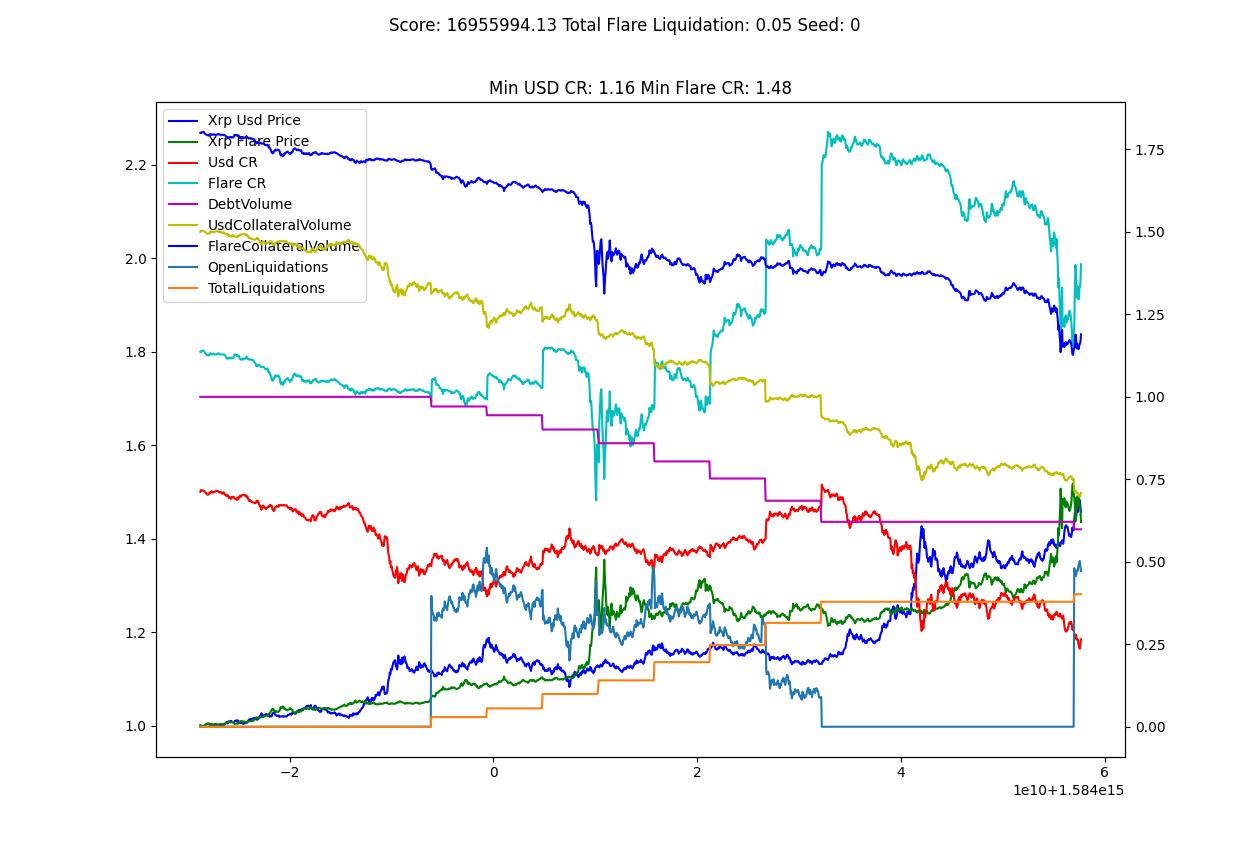 Score: 16955994.13 Total Flare Liquidation: 0.05 Seed: 0
Min USD CR: 1.16 Min Flare CR: 1.48
Xrp Usd Price
Xrp Flare Price
Usd CR
Flare CR
DebtVolume
UsdCollateralVolume
FlareCollateralVolume
OpenLiquidations
TotalLiquidations
2.2
2.0
1.8
1.6
1.4
1.2
1.0
1.75
1.50
1.25
1.00
0.75
0.50
0.25
0.00
−2 0 2 4 6
1e10+1.584e15